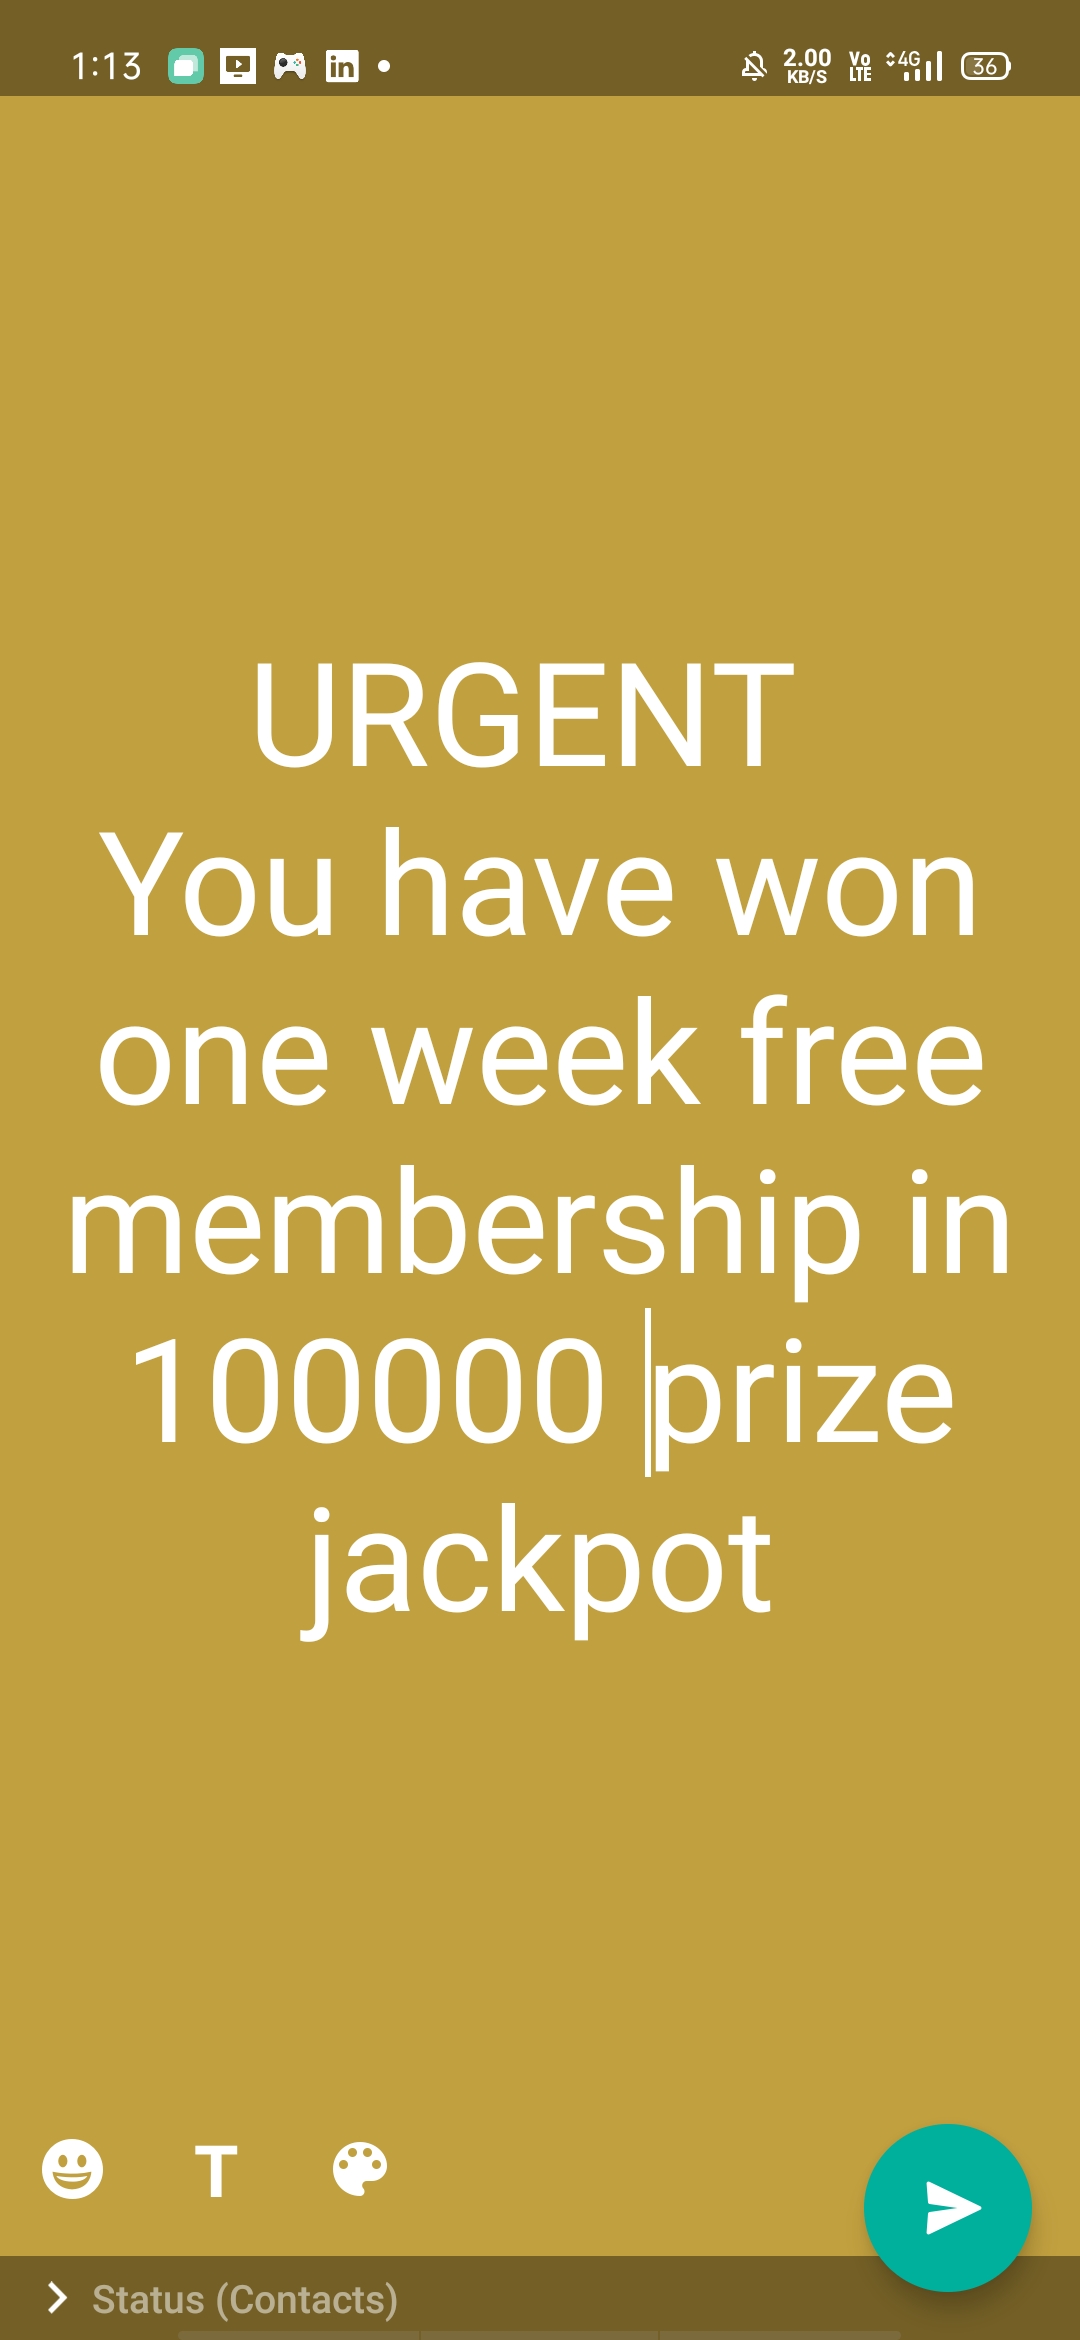 1:13 in 2.00 KB/S Vo LTE 4G 36
URGENT
You have won
one week free
membership in
100000 prize
jackpot
T
Status (Contacts)